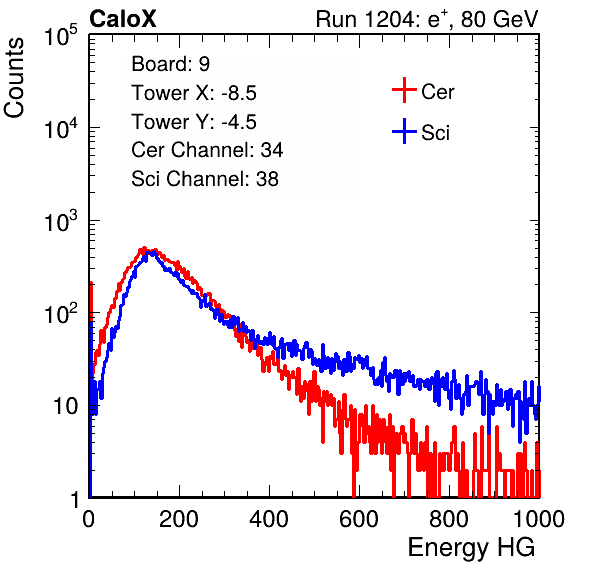 CaloX Run 1204: e⁺, 80 GeV
Counts
10⁵
10⁴
10³
10²
10
1
Board: 9
Tower X: -8.5
Tower Y: -4.5
Cer Channel: 34
Sci Channel: 38
Cer
Sci
0 200 400 600 800 1000
Energy HG